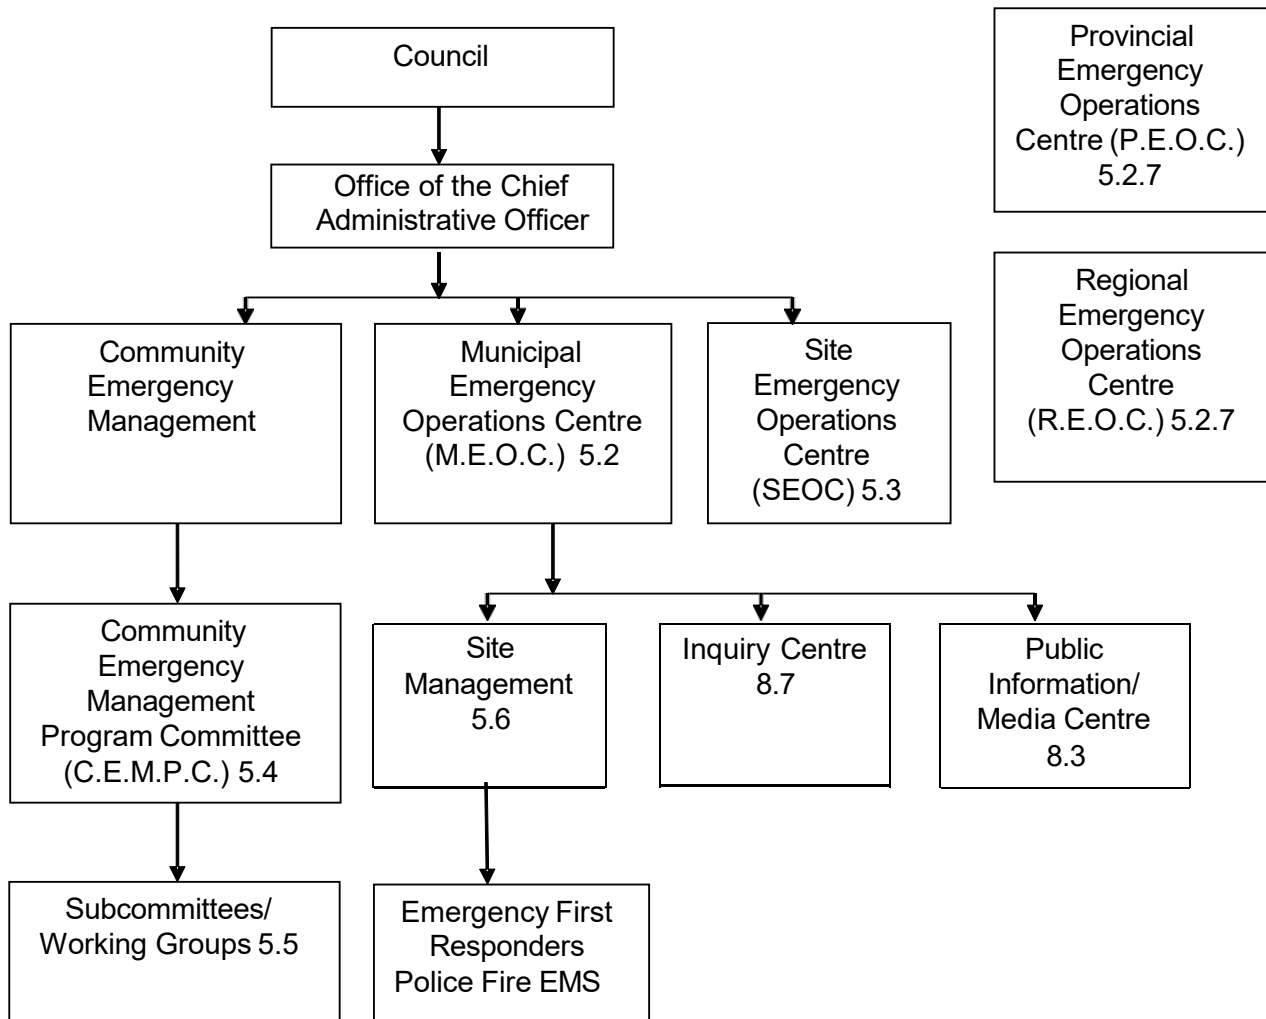 Council
Office of the Chief
Administrative Officer
Provincial
Emergency
Operations
Centre (P.E.O.C.)
5.2.7
Regional
Emergency
Operations
Centre
(R.E.O.C.) 5.2.7
Community
Emergency
Management
Municipal
Emergency
Operations Centre
(M.E.O.C.) 5.2
Site
Emergency
Operations
Centre
(SEOC) 5.3
Community
Emergency
Management
Program Committee
(C.E.M.P.C.) 5.4
Site
Management
5.6
Inquiry Centre
8.7
Public
Information/
Media Centre
8.3
Subcommittees/
Working Groups 5.5
Emergency First
Responders
Police Fire EMS